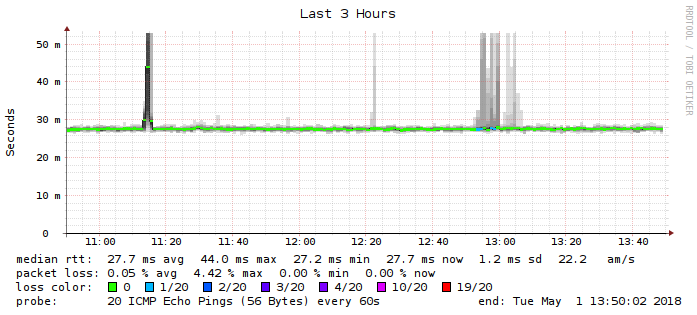 Last 3 Hours
RRDTOOL / TOBI OETIKER
Seconds
50 m
40 m
30 m
20 m
10 m
0
11:00 11:20 11:40 12:00 12:20 12:40 13:00 13:20 13:40
median rtt: 27.7 ms avg 44.0 ms max 27.2 ms min 27.7 ms now 1.2 ms sd 22.2 am/s
packet loss: 0.05 % avg 4.42 % max 0.00 % min 0.00 % now
loss color: 0 1/20 2/20 3/20 4/20 10/20 19/20
probe: 20 ICMP Echo Pings (56 Bytes) every 60s end: Tue May 1 13:50:02 2018